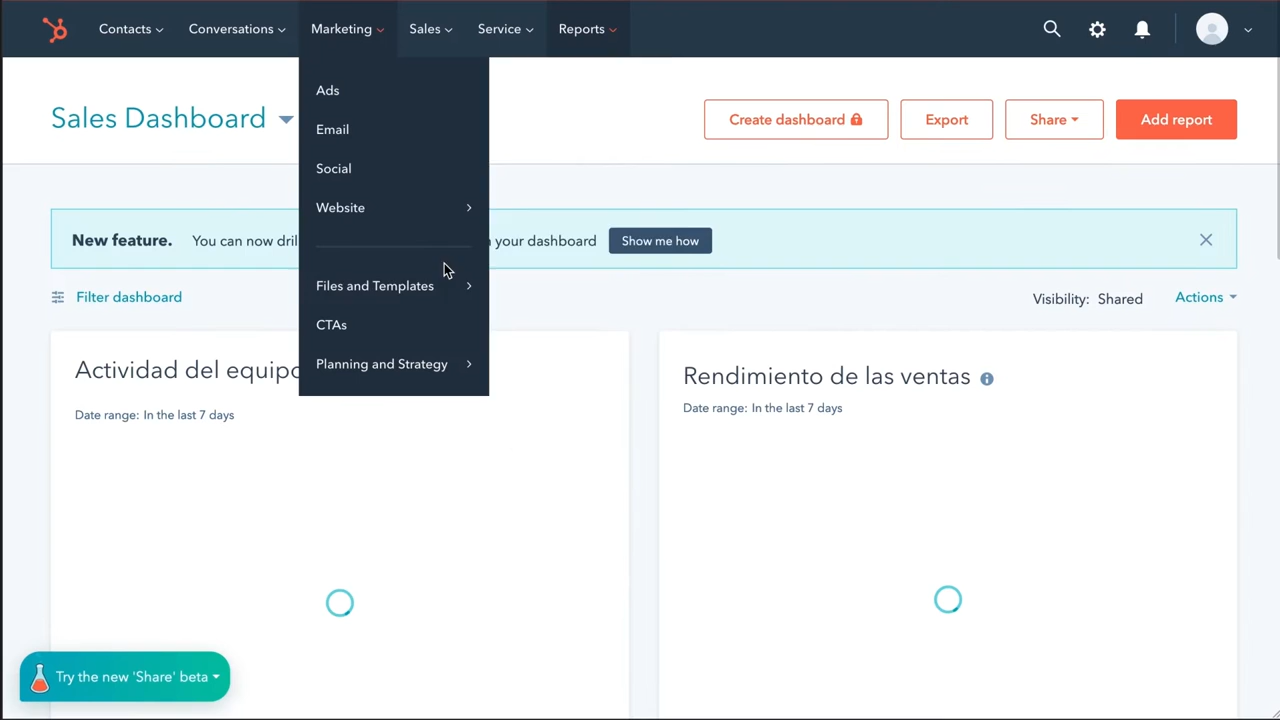 Contacts
Conversations
Marketing
Sales
Service
Reports
Ads
Email
Social
Website
Files and Templates
CTAs
Planning and Strategy
Sales Dashboard
Create dashboard
Export
Share
Add report
New feature. You can now dril
your dashboard
Show me how
Filter dashboard
Visibility: Shared
Actions
Actividad del equipo
Date range: In the last 7 days
Rendimiento de las ventas
Date range: In the last 7 days
Try the new 'Share' beta